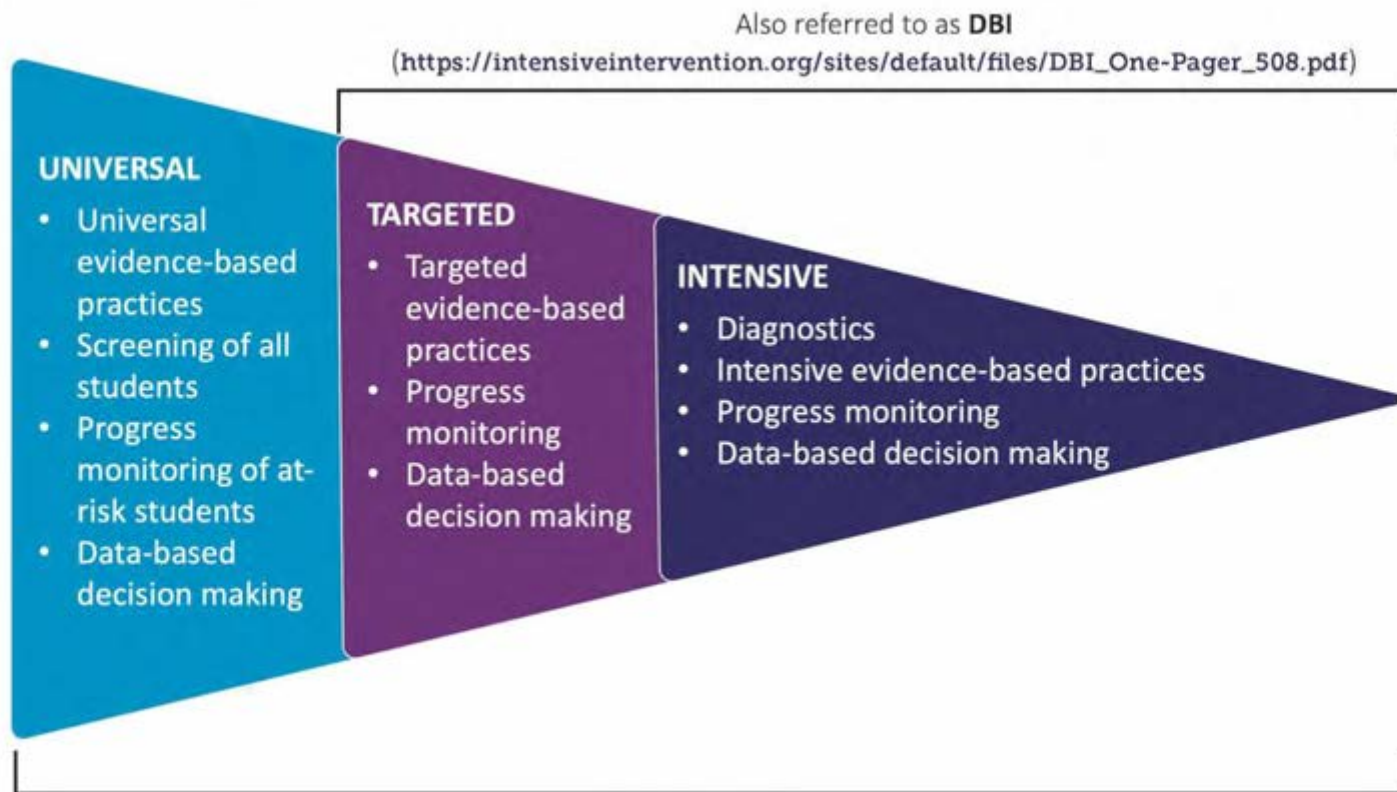 Also referred to as DBI
(https://intensiveintervention.org/sites/default/files/DBI_One-Pager_508.pdf)
UNIVERSAL
• Universal
evidence-based
practices
• Screening of all
students
• Progress
monitoring of at-
risk students
• Data-based
decision making
TARGETED
• Targeted
evidence-based
practices
• Progress
monitoring
• Data-based
decision making
INTENSIVE
• Diagnostics
• Intensive evidence-based practices
• Progress monitoring
• Data-based decision making